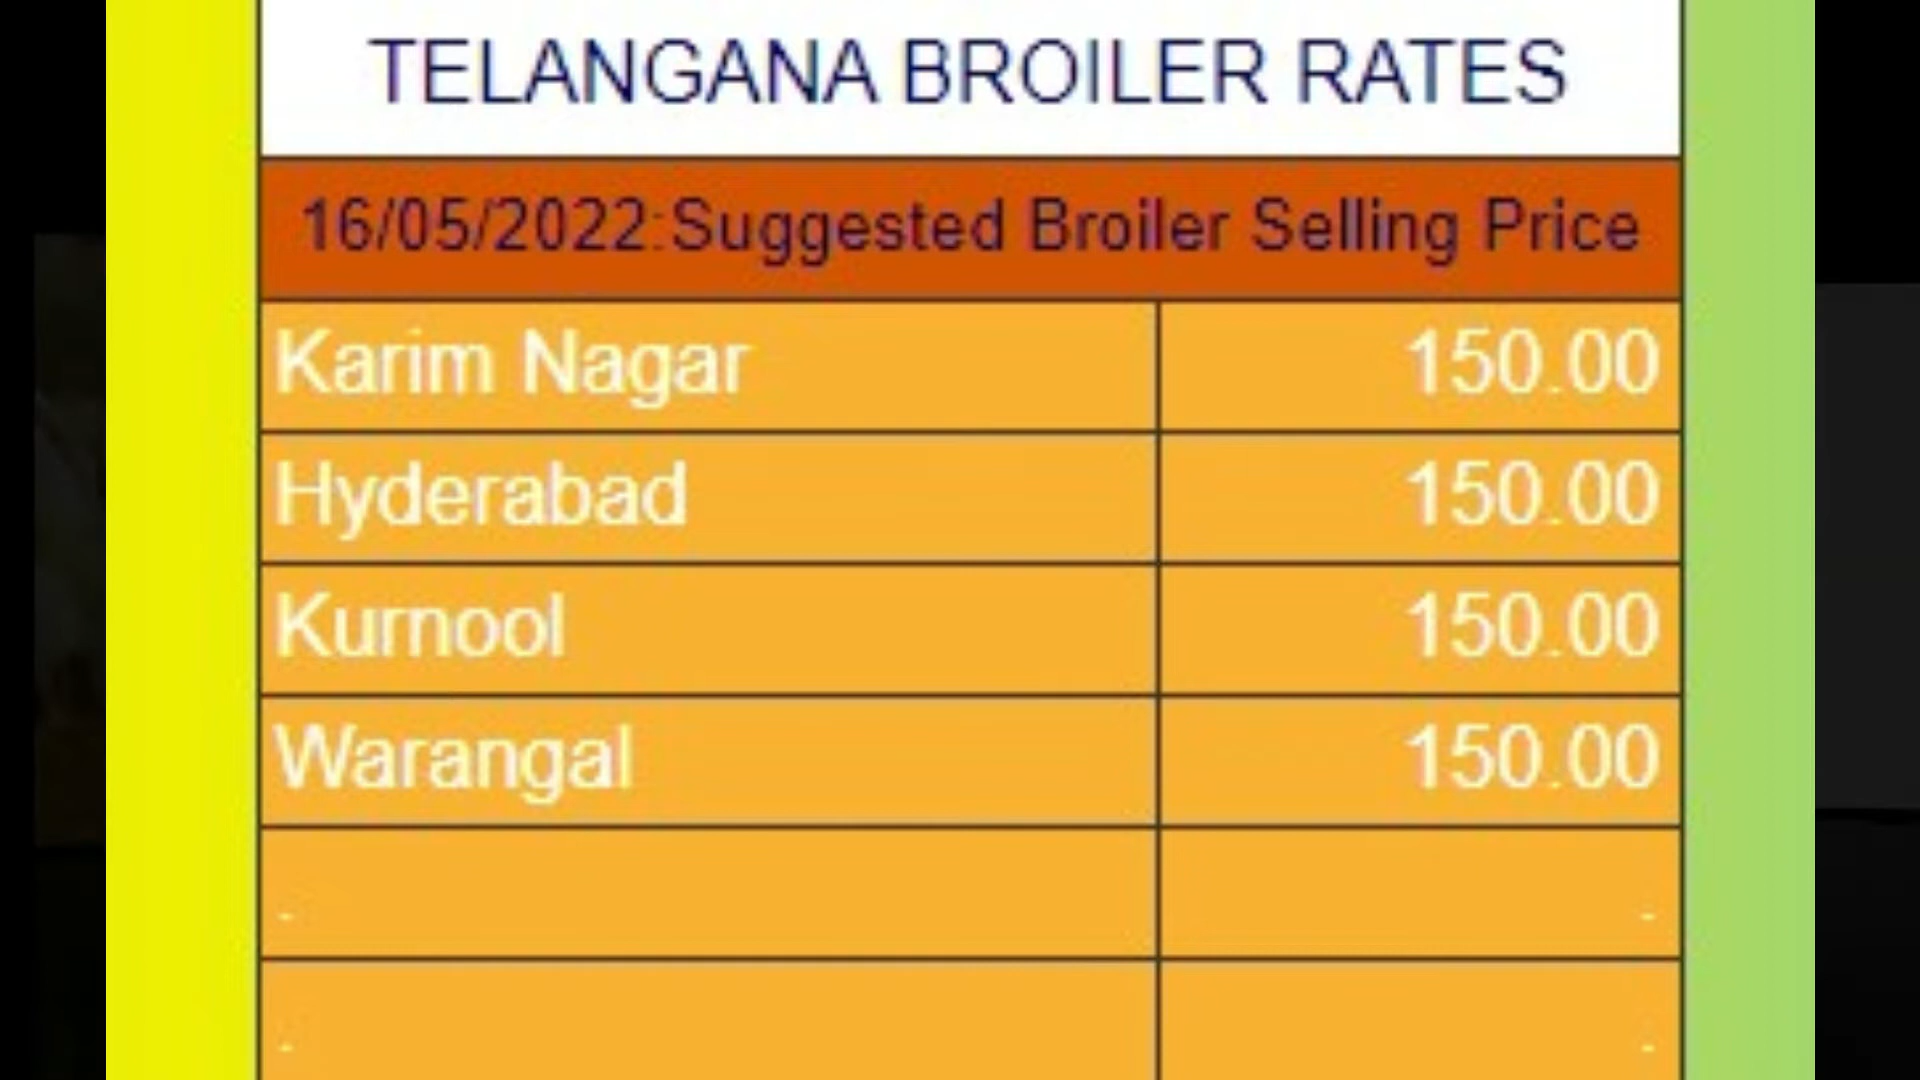 TELANGANA BROILER RATES
16/05/2022:Suggested Broiler Selling Price
Karim Nagar 150.00
Hyderabad 150.00
Kurnool 150.00
Warangal 150.00
- -
- -